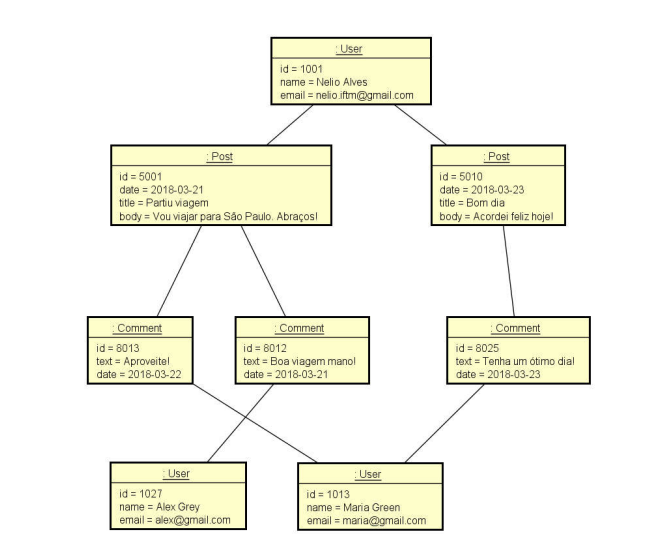 : User
id = 1001
name = Nelio Alves
email = nelio.iftm@gmail.com
: Post
id = 5001
date = 2018-03-21
title = Partiu viagem
body = Vou viajar para São Paulo. Abraços!
: Post
id = 5010
date = 2018-03-23
title = Bom dia
body = Acordei feliz hoje!
: Comment
id = 8013
text = Aproveite!
date = 2018-03-22
: Comment
id = 8012
text = Boa viagem mano!
date = 2018-03-21
: Comment
id = 8025
text = Tenha um ótimo dia!
date = 2018-03-23
: User
id = 1027
name = Alex Grey
email = alex@gmail.com
: User
id = 1013
name = Maria Green
email = maria@gmail.com